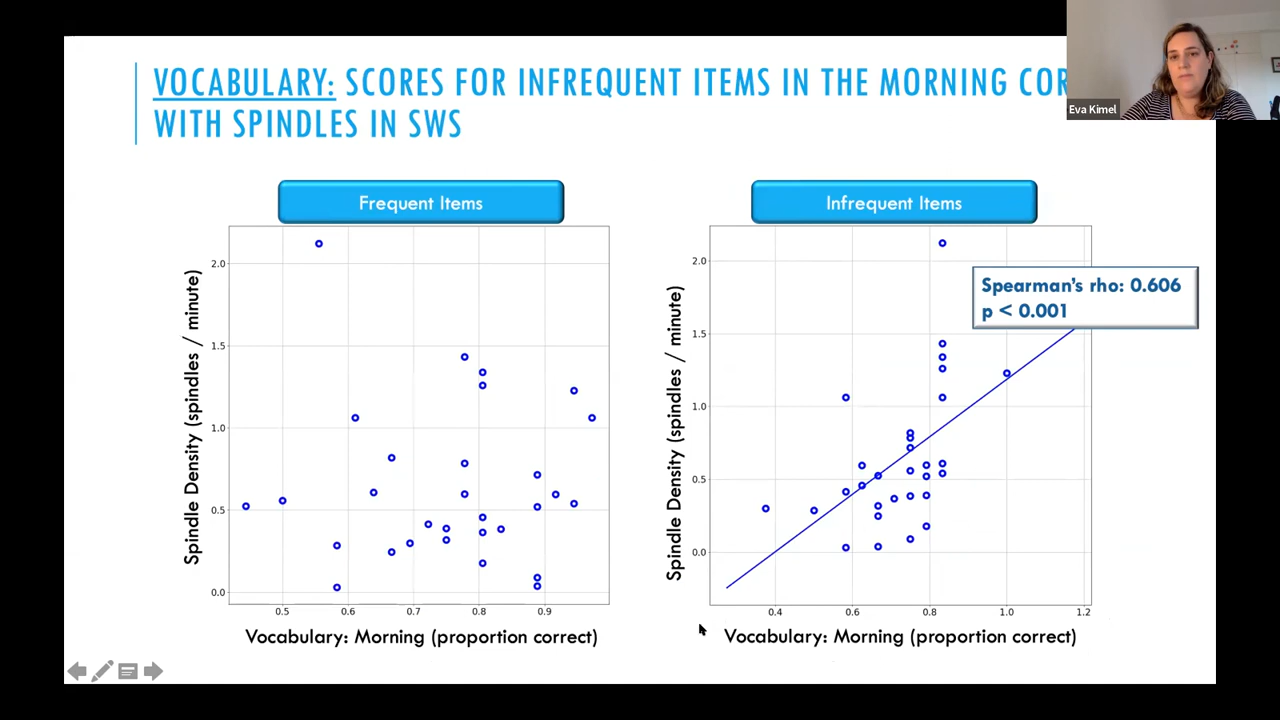 VOCABULARY: SCORES FOR INFREQUENT ITEMS IN THE MORNING
WITH SPINDLES IN SWS
Eva Kimel
Frequent Items
Infrequent Items
Spindle Density (spindles / minute)
2.0
1.5
1.0
0.5
0.0
0.5
0.6
0.7
0.8
0.9
Vocabulary: Morning (proportion correct)
Spindle Density (spindles / minute)
2.0
1.5
1.0
0.5
0.0
0.4
0.6
0.8
1.0
1.2
Vocabulary: Morning (proportion correct)
Spearman's rho: 0.606
p < 0.001